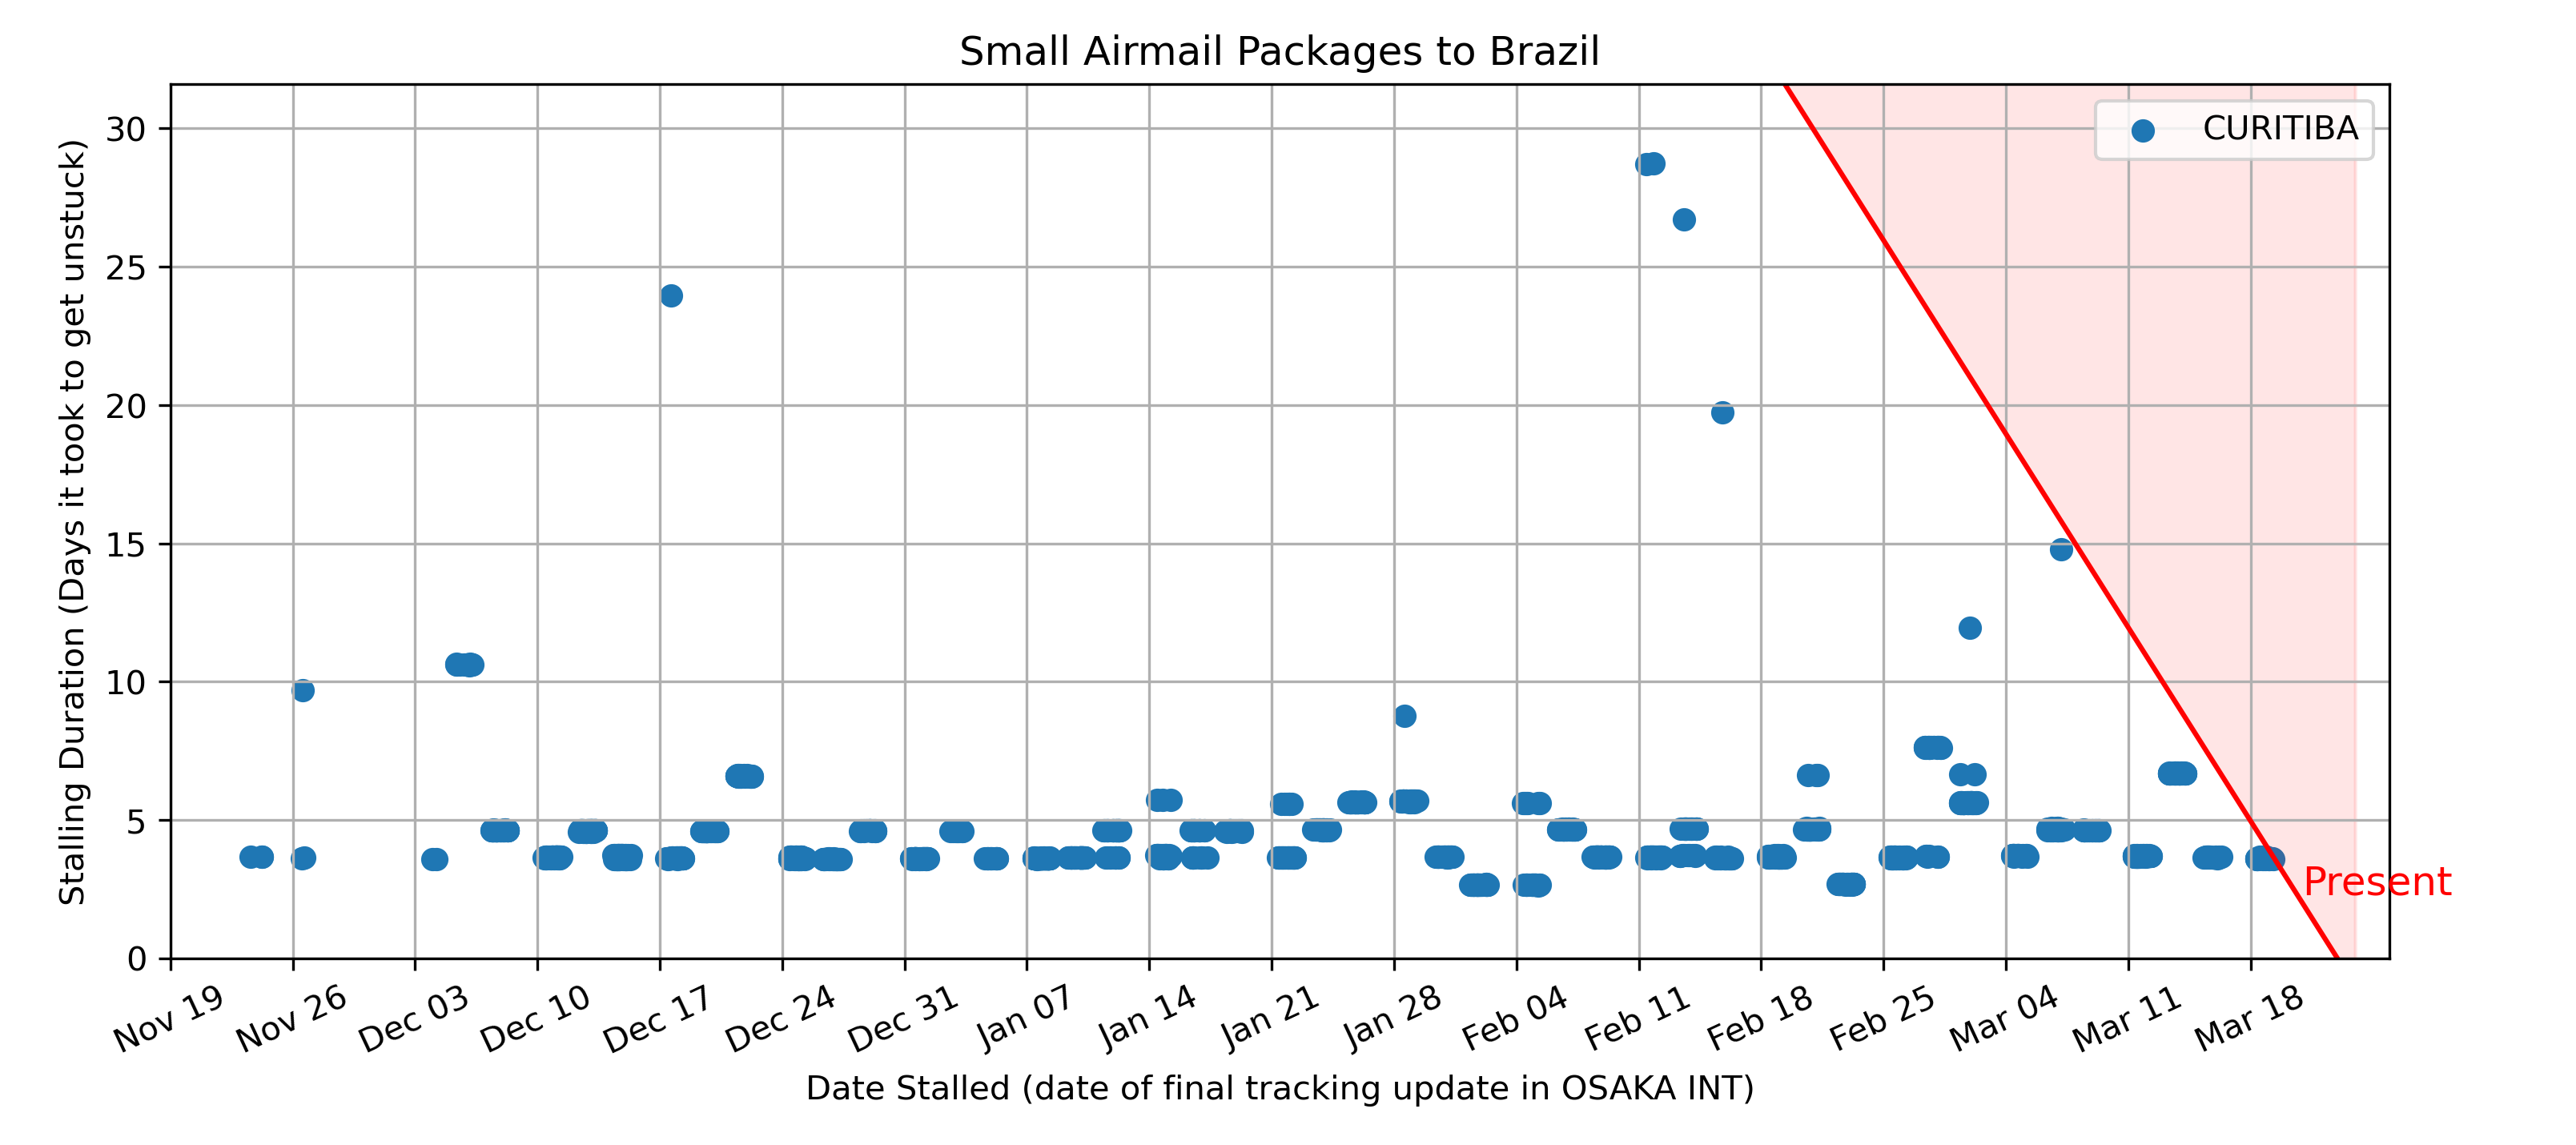 Small Airmail Packages to Brazil
CURITIBA
Stalling Duration (Days it took to get unstuck)
30
25
20
15
10
5
0
Present
Nov 19
Nov 26
Dec 03
Dec 10
Dec 17
Dec 24
Dec 31
Jan 07
Jan 14
Jan 21
Jan 28
Feb 04
Feb 11
Feb 18
Feb 25
Mar 04
Mar 11
Mar 18
Date Stalled (date of final tracking update in OSAKA INT)